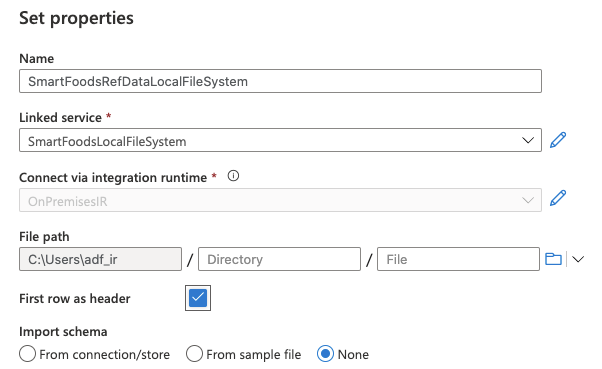 Set properties
Name
SmartFoodsRefDataLocalFileSystem
Linked service *
SmartFoodsLocalFileSystem
Connect via integration runtime *
OnPremisesIR
File path
C:\Users\adf_ir / Directory / File
First row as header
Import schema
From connection/store From sample file None